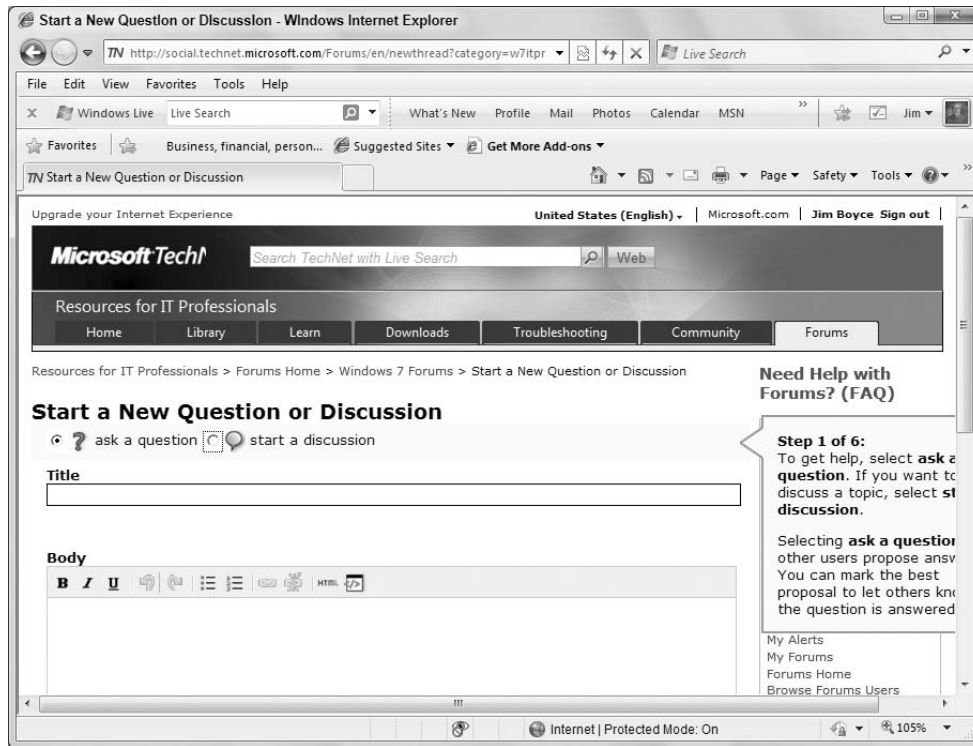 Start a New Question or Discussion - Windows Internet Explorer
TN http://social.technet.microsoft.com/Forums/en/newthread?category=w7itpr Live Search
File Edit View Favorites Tools Help
x Windows Live Live Search What's New Profile Mail Photos Calendar MSN » Jim
Favorites Business, financial, person... Suggested Sites Get More Add-ons
TN Start a New Question or Discussion Page Safety Tools »
Upgrade your Internet Experience United States (English) | Microsoft.com | Jim Boyce Sign out |
Microsoft TechN Search TechNet with Live Search Web
Resources for IT Professionals
Home Library Learn Downloads Troubleshooting Community Forums
Resources for IT Professionals > Forums Home > Windows 7 Forums > Start a New Question or Discussion
Need Help with
Forums? (FAQ)
Start a New Question or Discussion
? ask a question start a discussion
Title
Body
B I U HTML
Step 1 of 6:
To get help, select ask a
question. If you want to
discuss a topic, select st
discussion.
Selecting ask a question
other users propose answ
You can mark the best
proposal to let others kno
the question is answered
My Alerts
My Forums
Forums Home
Browse Forums Users
Internet | Protected Mode: On 105%